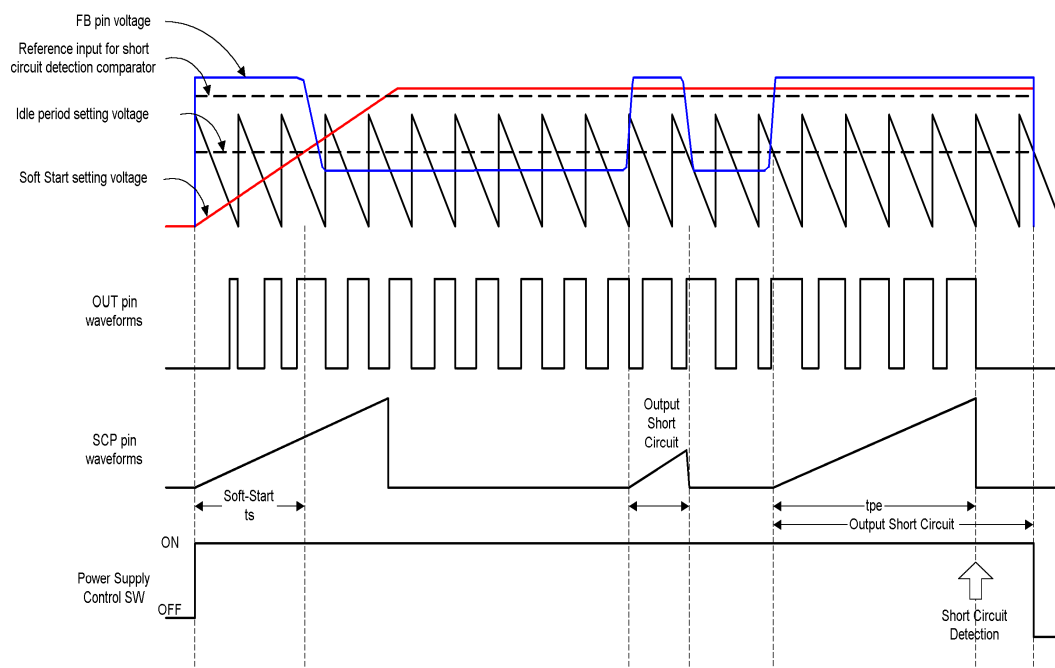 FB pin voltage
Reference input for short
circuit detection comparator
Idle period setting voltage
Soft Start setting voltage
OUT pin
waveforms
SCP pin
waveforms
Output
Short
Circuit
Soft-Start
ts
tpe
Output Short Circuit
ON
Power Supply
Control SW
OFF
Short Circuit
Detection